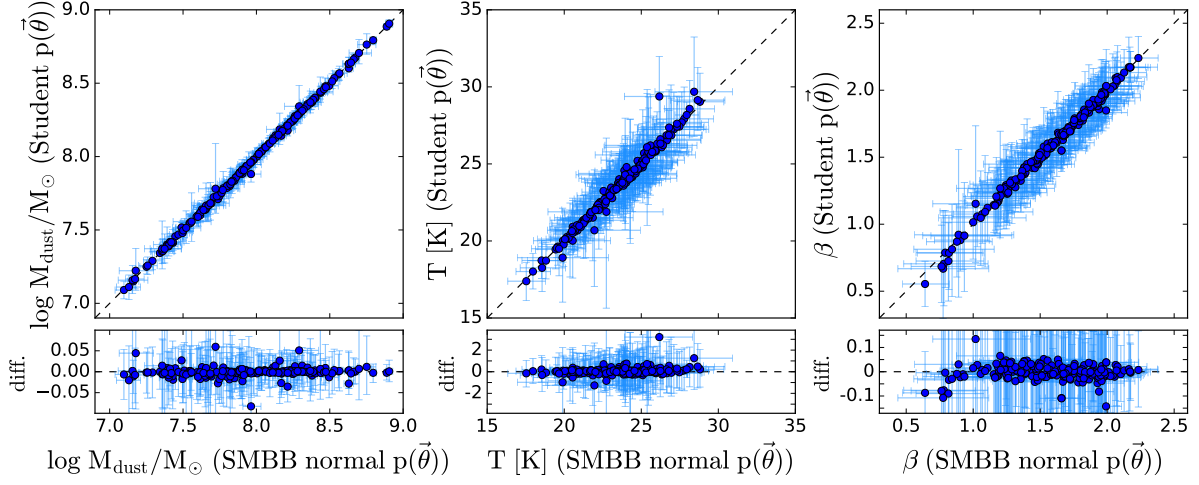 log M_dust/M_⊙ (Student p(θ⃗))
9.0
8.5
8.0
7.5
7.0
diff.
0.05
0.00
−0.05
7.0 7.5 8.0 8.5 9.0
log M_dust/M_⊙ (SMBB normal p(θ⃗))
T [K] (Student p(θ⃗))
35
30
25
20
15
diff.
2
0
−2
15 20 25 30 35
T [K] (SMBB normal p(θ⃗))
β (Student p(θ⃗))
2.5
2.0
1.5
1.0
0.5
diff.
0.1
0
-0.1
0.5 1.0 1.5 2.0 2.5
β (SMBB normal p(θ⃗))